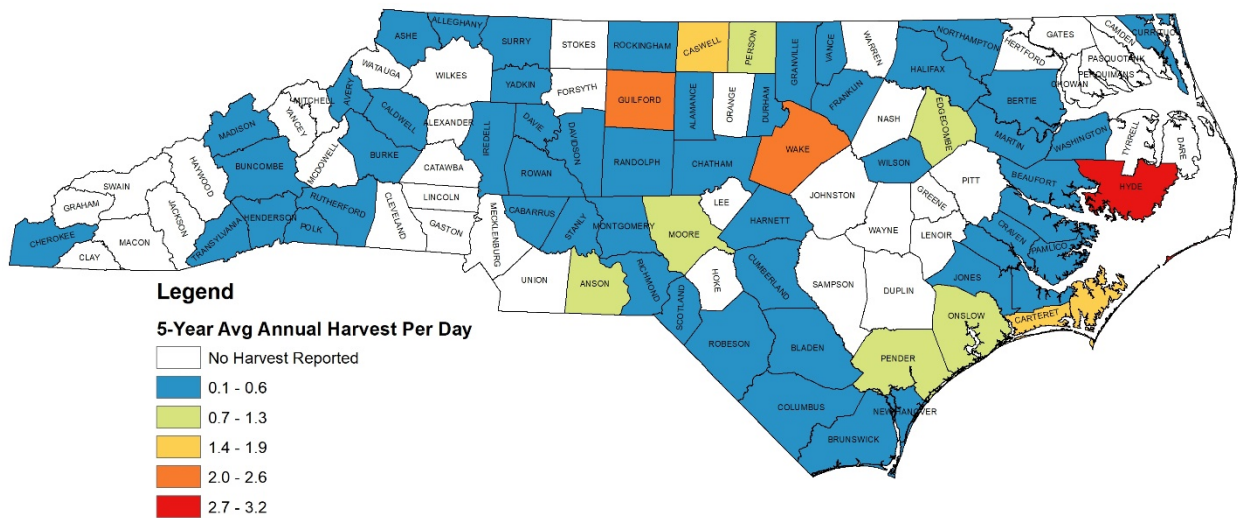 ALLEGHANY
ASHE
SURRY
STOKES
ROCKINGHAM
CASWELL
PERSON
GRANVILLE
VANCE
WARREN
NORTHAMPTON
HERTFORD
GATES
CAMDEN
CURRITUCK
PASQUOTANK
PERQUIMANS
CHOWAN
WATAUGA
WILKES
YADKIN
FORSYTH
GUILFORD
ALAMANCE
ORANGE
DURHAM
FRANKLIN
HALIFAX
BERTIE
MITCHELL
AVERY
YANCEY
CALDWELL
ALEXANDER
IREDELL
DAVIE
DAVIDSON
RANDOLPH
CHATHAM
WAKE
NASH
EDGECOMBE
MARTIN
WASHINGTON
TYRRELL
DARE
MADISON
BUNCOMBE
MCDOWELL
BURKE
CATAWBA
ROWAN
WILSON
PITT
BEAUFORT
HYDE
HAYWOOD
SWAIN
GRAHAM
JACKSON
HENDERSON
RUTHERFORD
POLK
CLEVELAND
LINCOLN
GASTON
MECKLENBURG
CABARRUS
STANLY
MONTGOMERY
MOORE
LEE
HARNETT
JOHNSTON
GREENE
WAYNE
LENOIR
CRAVEN
PAMLICO
CHEROKEE
MACON
CLAY
TRANSYLVANIA
UNION
ANSON
RICHMOND
SCOTLAND
HOKE
CUMBERLAND
SAMPSON
DUPLIN
JONES
ONSLOW
CARTERET
ROBESON
BLADEN
PENDER
COLUMBUS
NEW HANOVER
BRUNSWICK
Legend
5-Year Avg Annual Harvest Per Day
No Harvest Reported
0.1 - 0.6
0.7 - 1.3
1.4 - 1.9
2.0 - 2.6
2.7 - 3.2